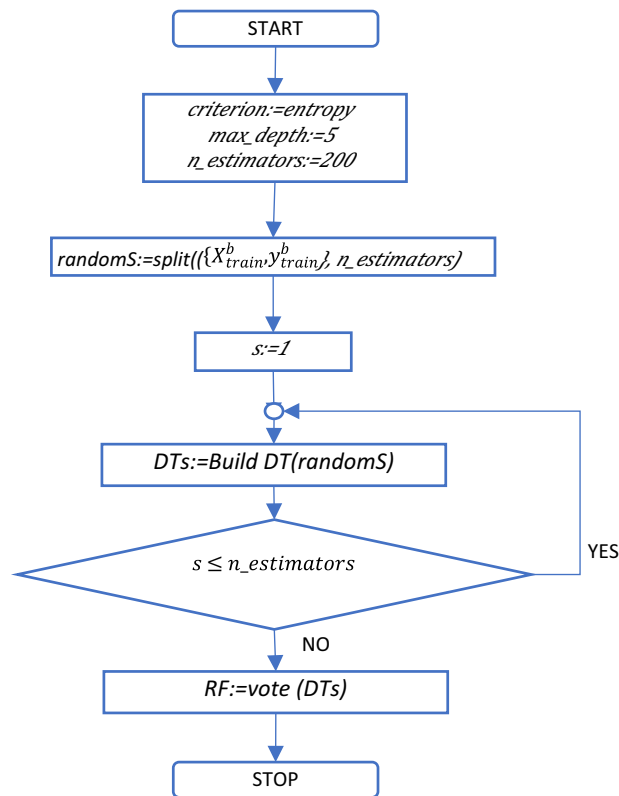 START
criterion:=entropy
max_depth:=5
n_estimators:=200
randomS:=split(({X^b_train,y^b_train}, n_estimators)
s:=1
DTs:=Build DT(randomS)
s ≤ n_estimators
YES
NO
RF:=vote (DTs)
STOP